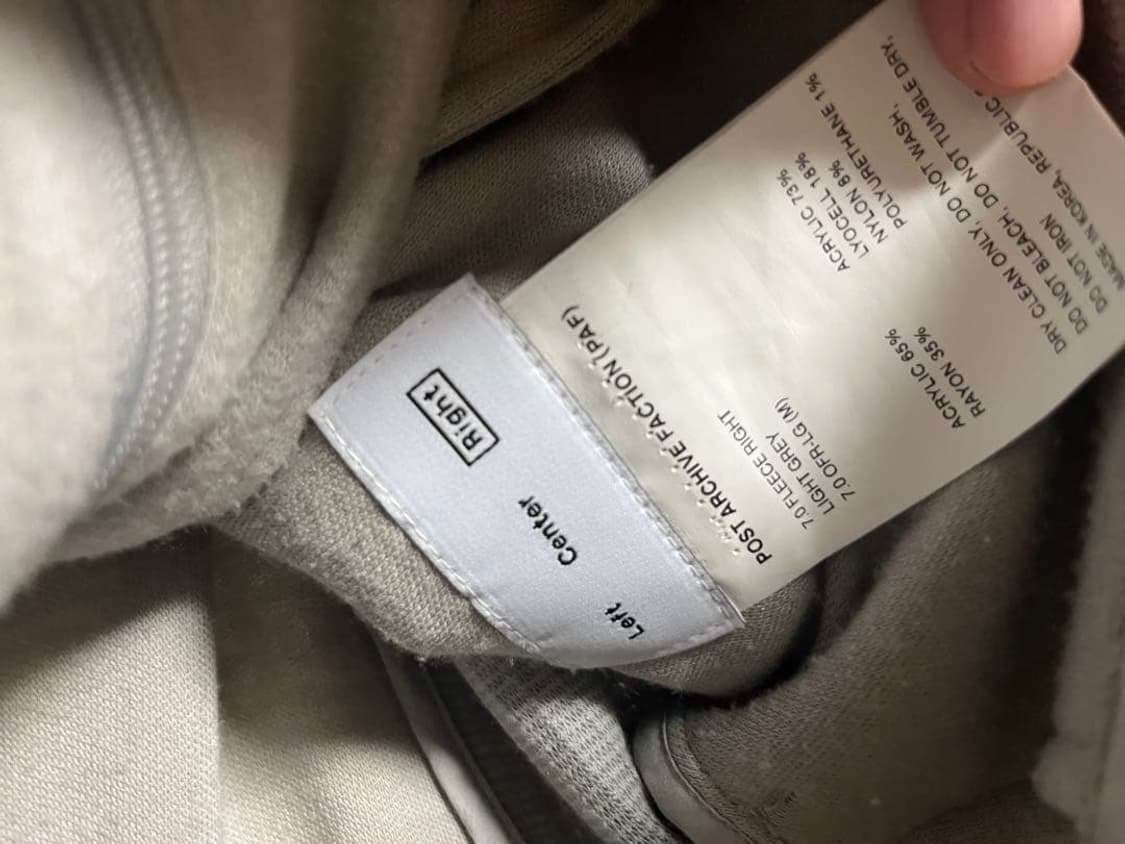 Left Center Right
POST ARCHIVE FACTION (PAF)
7.0 FLEECE RIGHT
LIGHT GREY
7.0 OFR-LG (M)
ACRYLIC 73%
LYOCELL 18%
NYLON 8%
POLYURETHANE 1%
ACRYLIC 65%
RAYON 35%
DRY CLEAN ONLY, DO NOT WASH,
DO NOT BLEACH, DO NOT TUMBLE DRY,
DO NOT IRON
MADE IN KOREA, REPUBLIC